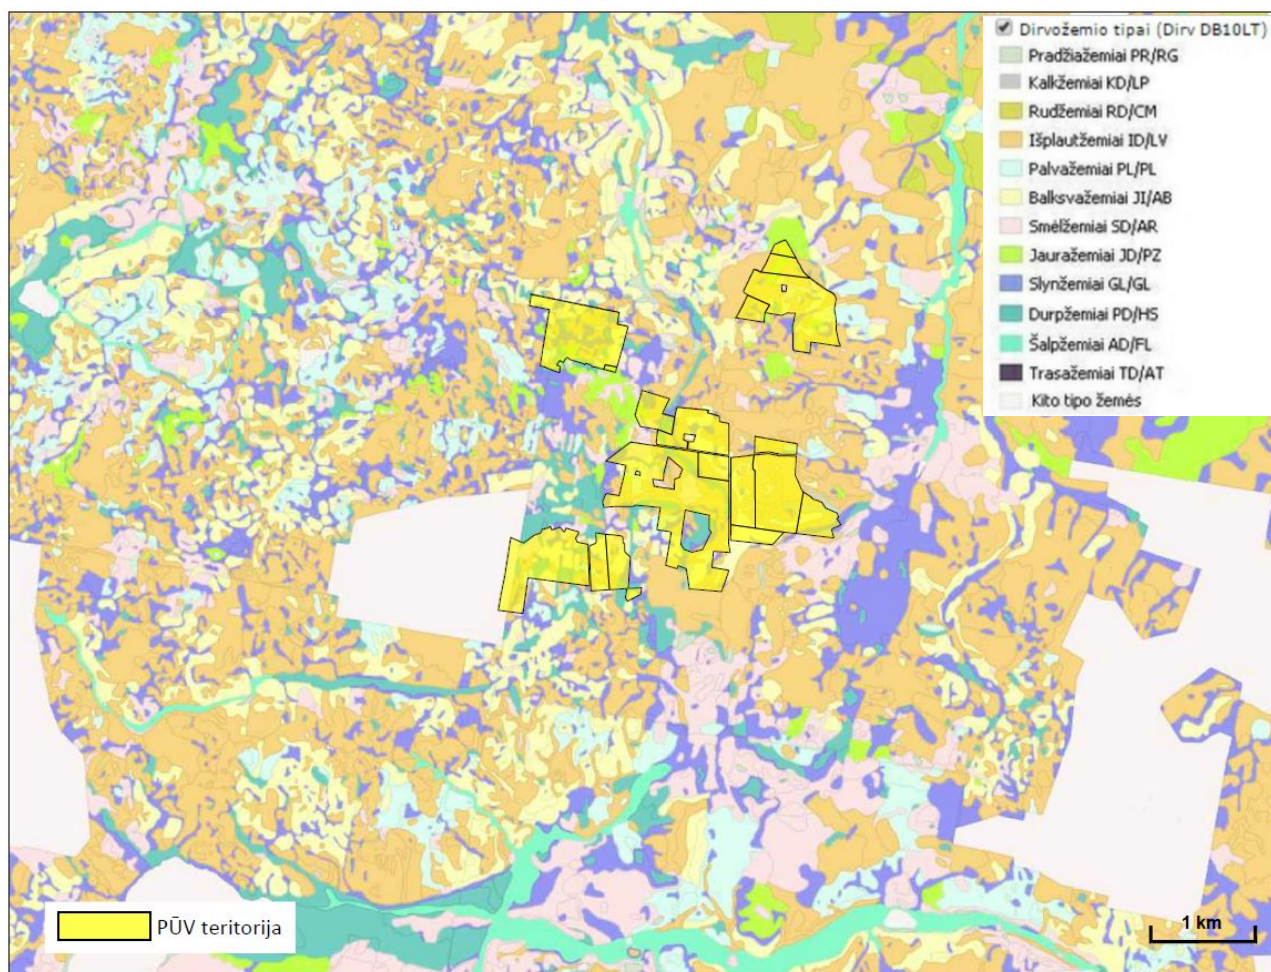 Dirvožemio tipai (Dirv DB10LT)
Pradžiažemiai PR/RG
Kalkžemiai KD/LP
Rudžemiai RD/CM
Išplautžemiai ID/LV
Palvažemiai PL/PL
Balksvažemiai JI/AB
Smėlžemiai SD/AR
Jauražemiai JD/PZ
Slynžemiai GL/GL
Durpžemiai PD/HS
Šalpžemiai AD/FL
Trasažemiai TD/AT
Kito tipo žemės
PŪV teritorija
1 km